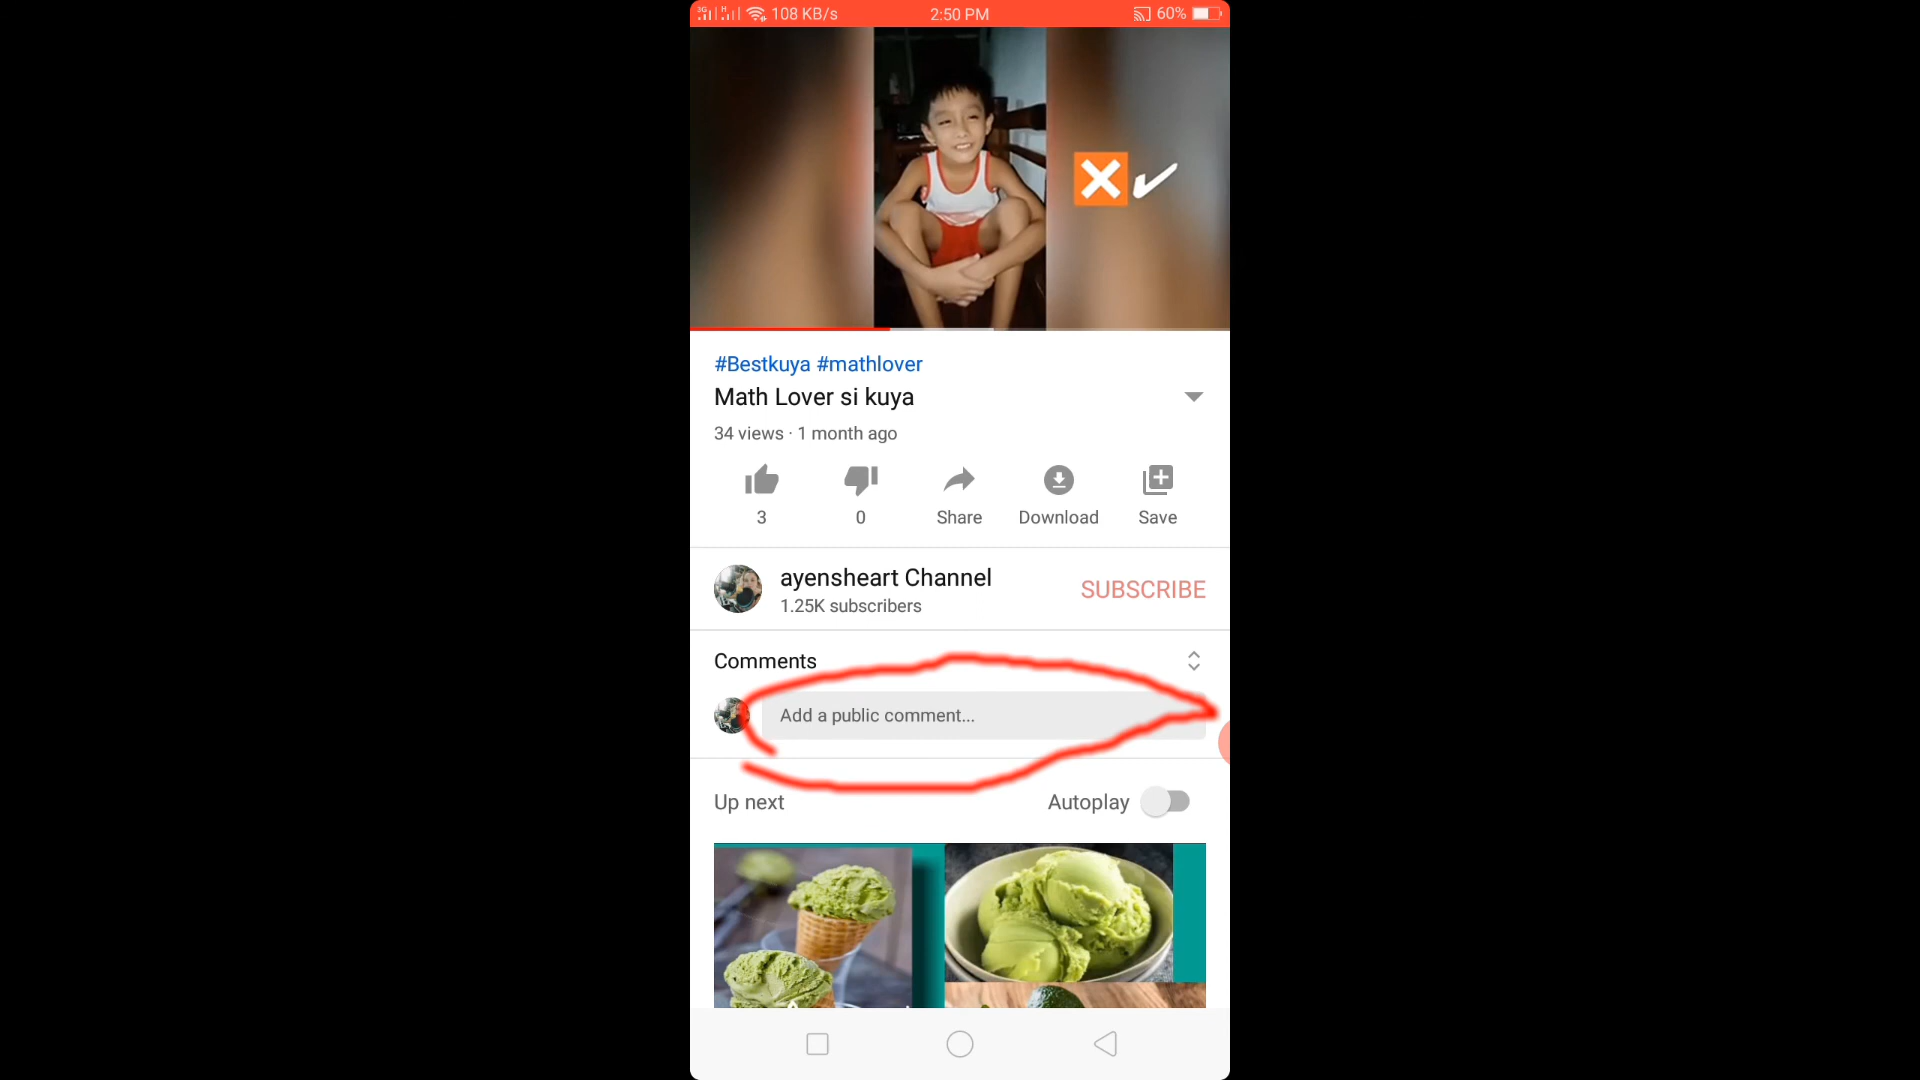 108 KB/s
2:50 PM
60%
#Bestkuya #mathlover
Math Lover si kuya
34 views · 1 month ago
3
0
Share
Download
Save
ayensheart Channel
1.25K subscribers
SUBSCRIBE
Comments
Add a public comment...
Up next
Autoplay